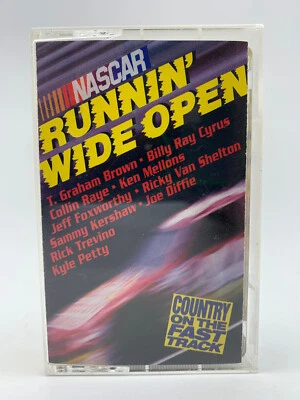 NASCAR
RUNNIN'
WIDE OPEN
T. Graham Brown • Billy Ray Cyrus
Collin Raye • Ken Mellons
Jeff Foxworthy • Ricky Van Shelton
Sammy Kershaw • Joe Diffie
Rick Trevino
Kyle Petty
COUNTRY
ON THE
FAST
TRACK